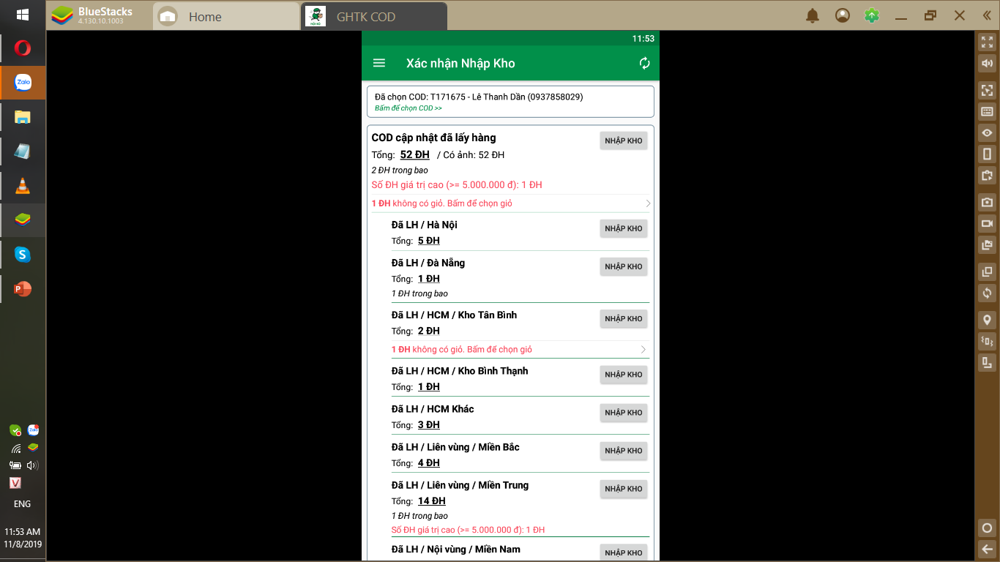 BlueStacks
4.130.10.1003
Home
GHTK COD
11:53
Xác nhận Nhập Kho
Đã chọn COD: T171675 - Lê Thanh Dần (0937858029)
Bấm để chọn COD >>
COD cập nhật đã lấy hàng
NHẬP KHO
Tổng: 52 ĐH / Có ảnh: 52 ĐH
2 ĐH trong bao
Số ĐH giá trị cao (>= 5.000.000 đ): 1 ĐH
1 ĐH không có giỏ. Bấm để chọn giỏ
Đã LH / Hà Nội
NHẬP KHO
Tổng: 5 ĐH
Đã LH / Đà Nẵng
NHẬP KHO
Tổng: 1 ĐH
1 ĐH trong bao
Đã LH / HCM / Kho Tân Bình
NHẬP KHO
Tổng: 2 ĐH
1 ĐH không có giỏ. Bấm để chọn giỏ
Đã LH / HCM / Kho Bình Thạnh
NHẬP KHO
Tổng: 1 ĐH
Đã LH / HCM Khác
NHẬP KHO
Tổng: 3 ĐH
Đã LH / Liên vùng / Miền Bắc
NHẬP KHO
Tổng: 4 ĐH
Đã LH / Liên vùng / Miền Trung
NHẬP KHO
Tổng: 14 ĐH
1 ĐH trong bao
Số ĐH giá trị cao (>= 5.000.000 đ): 1 ĐH
Đã LH / Nội vùng / Miền Nam
NHẬP KHO
Zalo
ENG
11:53 AM
11/8/2019